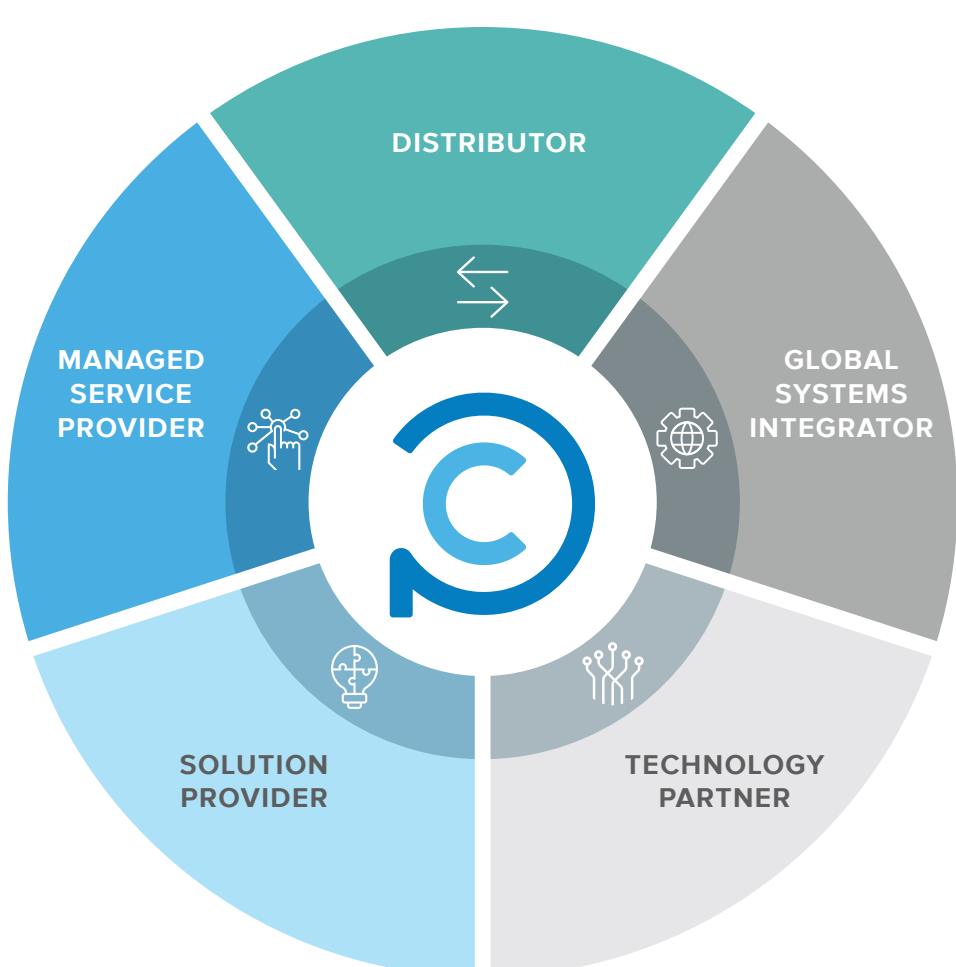 DISTRIBUTOR
GLOBAL
SYSTEMS
INTEGRATOR
TECHNOLOGY
PARTNER
SOLUTION
PROVIDER
MANAGED
SERVICE
PROVIDER